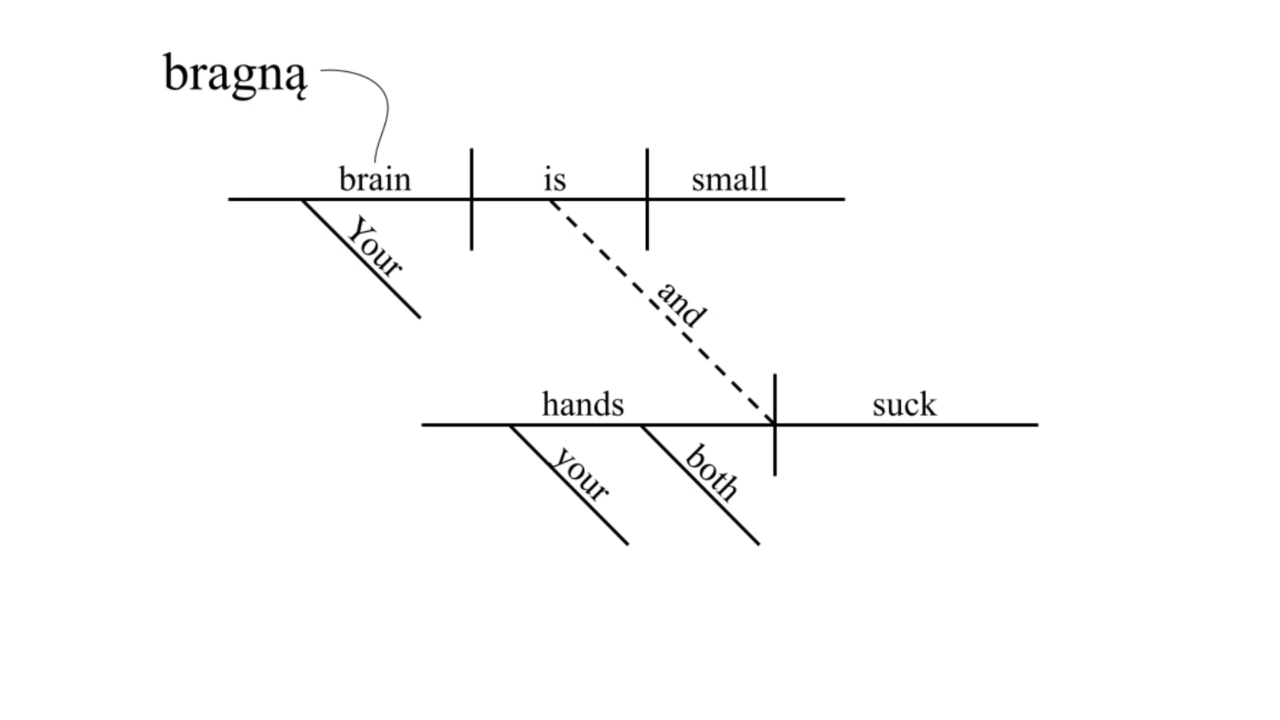 bragną
brain is small
Your
and
hands suck
your both